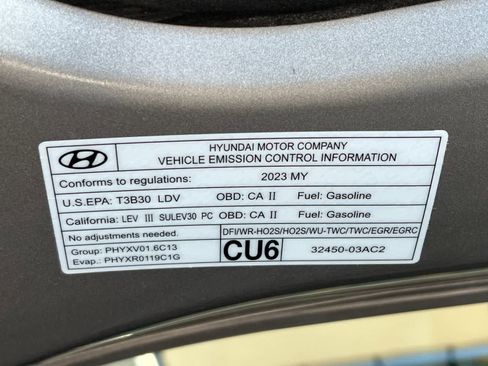 HYUNDAI MOTOR COMPANY
VEHICLE EMISSION CONTROL INFORMATION
Conforms to regulations: 2023 MY
U.S.EPA: T3B30 LDV OBD: CA II Fuel: Gasoline
California: LEV III SULEV30 PC OBD: CA II Fuel: Gasoline
No adjustments needed. DFI/WR-HO2S/HO2S/WU-TWC/TWC/EGR/EGRC
Group: PHYXV01.6C13 CU6 32450-03AC2
Evap.: PHYXR0119C1G